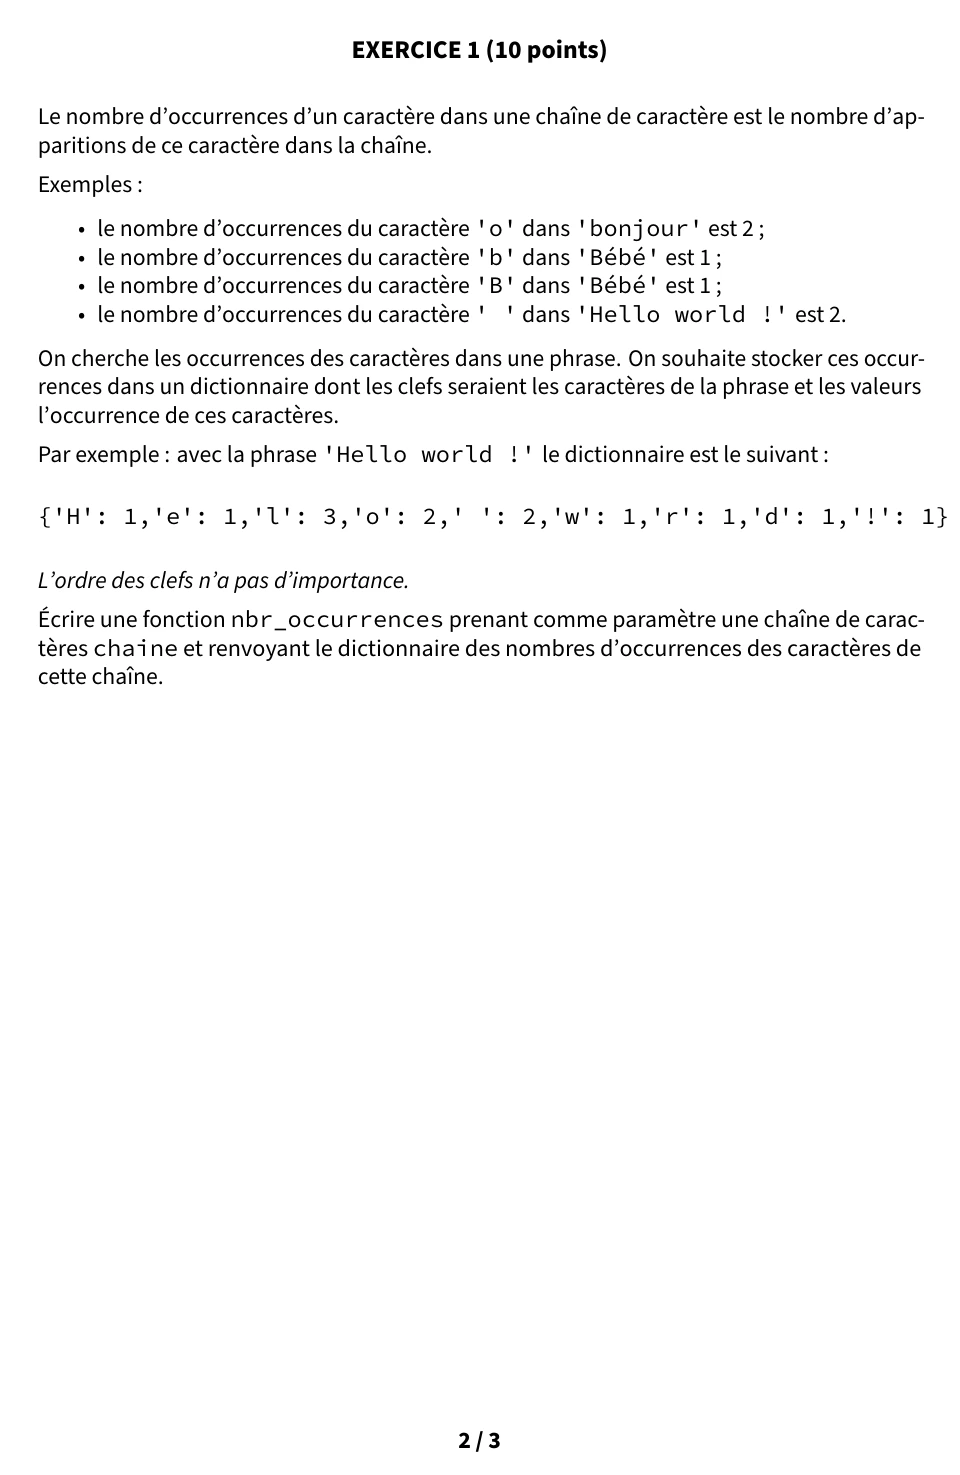 EXERCICE 1 (10 points)
Le nombre d’occurrences d’un caractère dans une chaîne de caractère est le nombre d’ap-
paritions de ce caractère dans la chaîne.
Exemples :
• le nombre d’occurrences du caractère 'o' dans 'bonjour' est 2 ;
• le nombre d’occurrences du caractère 'b' dans 'Bébé' est 1 ;
• le nombre d’occurrences du caractère 'B' dans 'Bébé' est 1 ;
• le nombre d’occurrences du caractère ' ' dans 'Hello world !' est 2.
On cherche les occurrences des caractères dans une phrase. On souhaite stocker ces occur-
rences dans un dictionnaire dont les clefs seraient les caractères de la phrase et les valeurs
l’occurrence de ces caractères.
Par exemple : avec la phrase 'Hello world !' le dictionnaire est le suivant :
{'H': 1,'e': 1,'l': 3,'o': 2,' ': 2,'w': 1,'r': 1,'d': 1,'!': 1}
L’ordre des clefs n’a pas d’importance.
Écrire une fonction nbr_occurrences prenant comme paramètre une chaîne de carac-
tères chaine et renvoyant le dictionnaire des nombres d’occurrences des caractères de
cette chaîne.
2 / 3